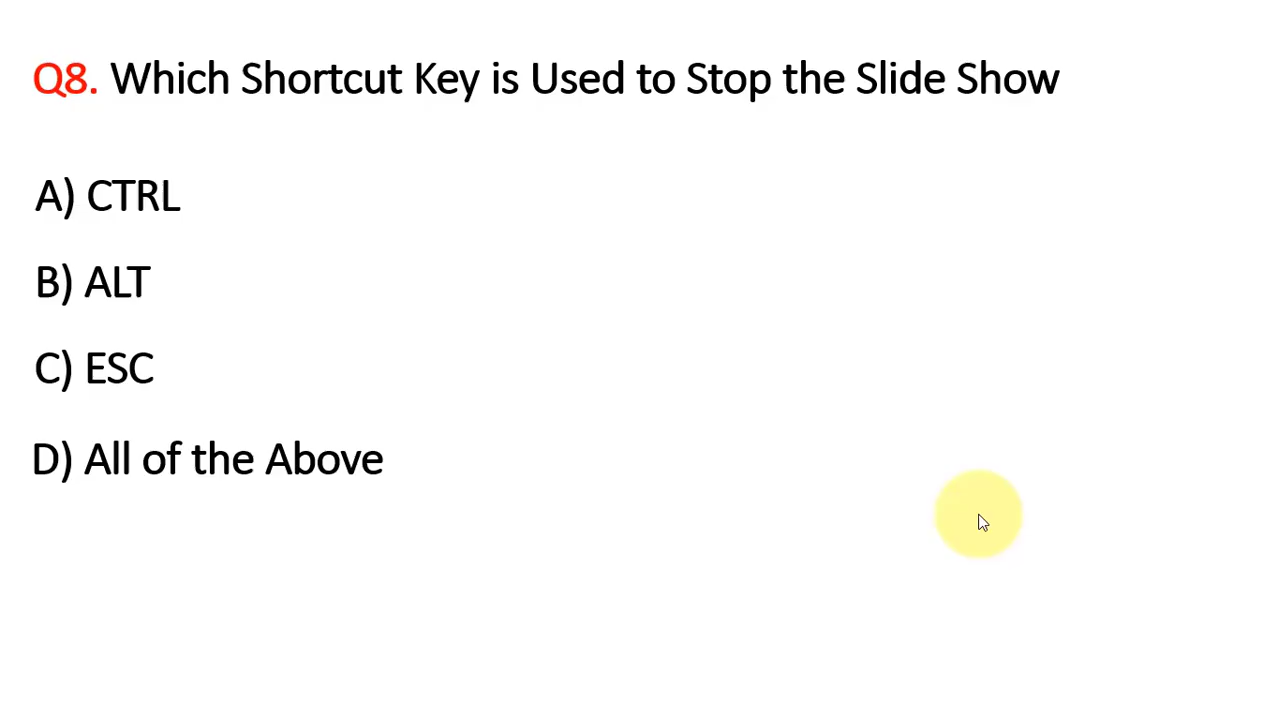 Q8. Which Shortcut Key is Used to Stop the Slide Show
A) CTRL
B) ALT
C) ESC
D) All of the Above